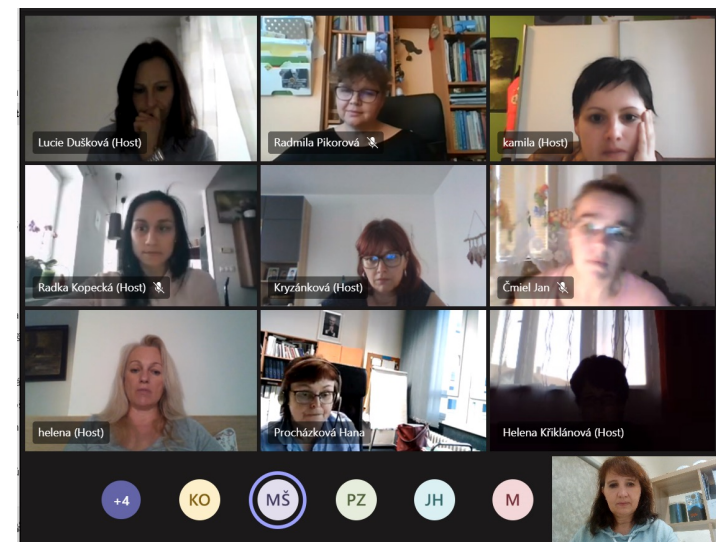 Lucie Dušková (Host)
Radmila Pikorová
kamila (Host)
Radka Kopecká (Host)
Kryzánková (Host)
Čmiel Jan
helena (Host)
Procházková Hana
Helena Křiklánová (Host)
+4
KO
MŠ
PZ
JH
M